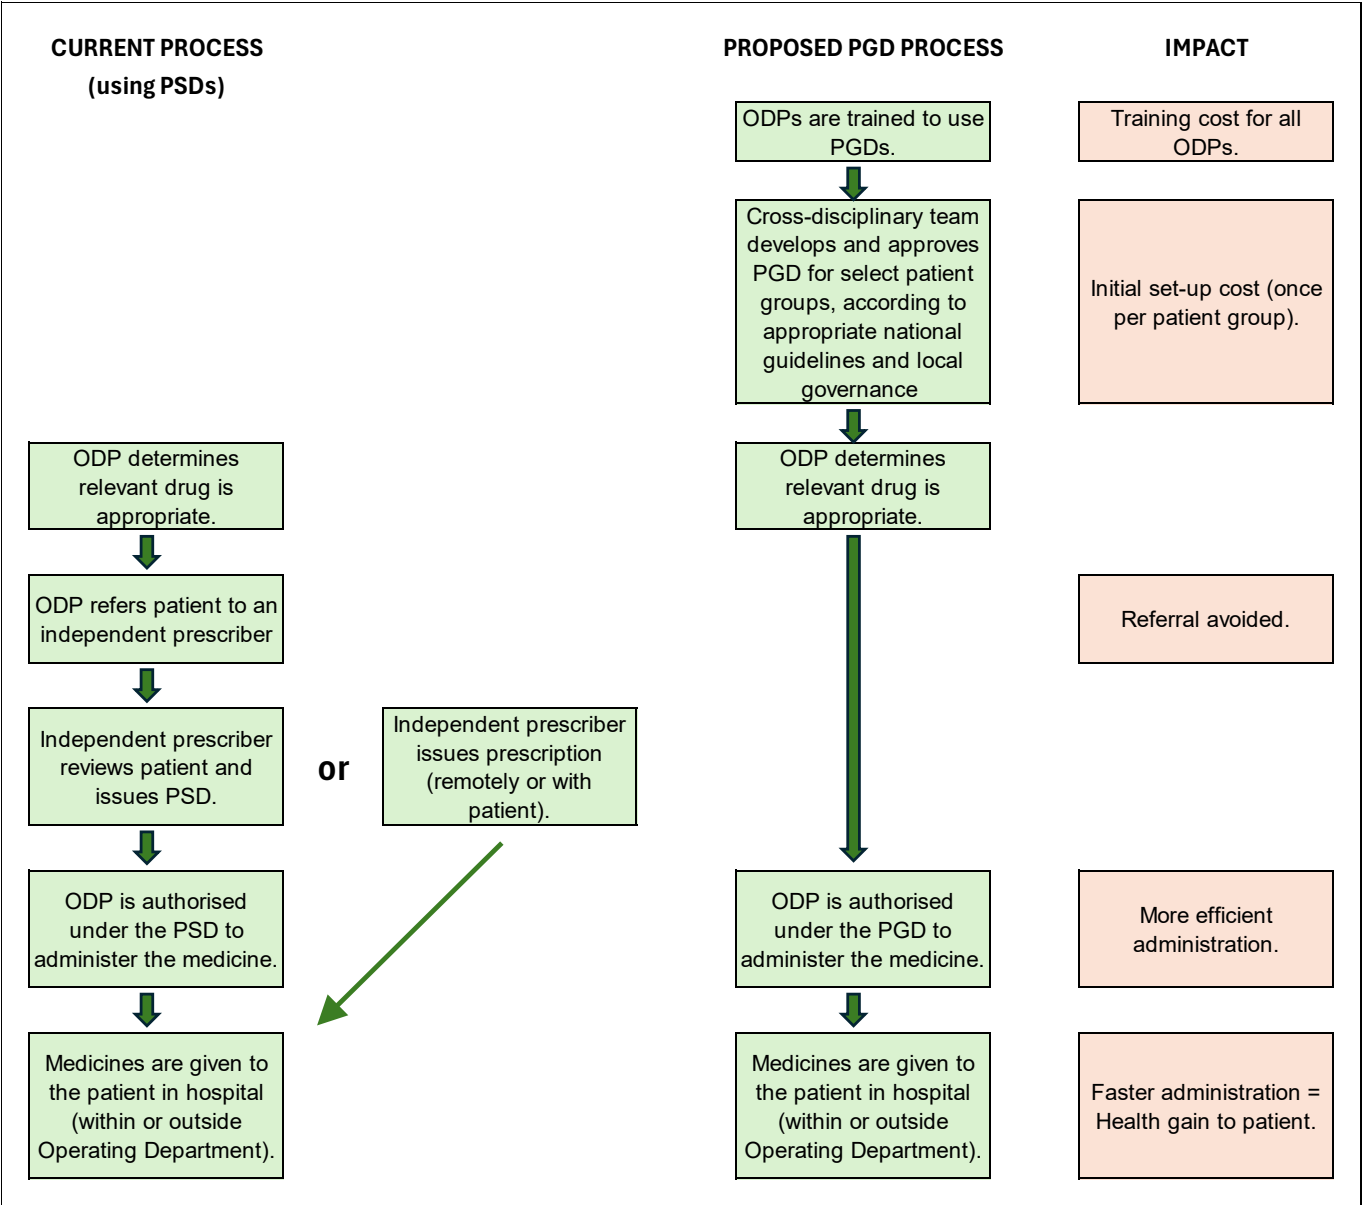 CURRENT PROCESS
(using PSDs)
PROPOSED PGD PROCESS
IMPACT
ODPs are trained to use
PGDs.
Training cost for all
ODPs.
Cross-disciplinary team
develops and approves
PGD for select patient
groups, according to
appropriate national
guidelines and local
governance
Initial set-up cost (once
per patient group).
ODP determines
relevant drug is
appropriate.
ODP determines
relevant drug is
appropriate.
ODP refers patient to an
independent prescriber
Referral avoided.
Independent prescriber
reviews patient and
issues PSD.
or
Independent prescriber
issues prescription
(remotely or with
patient).
ODP is authorised
under the PSD to
administer the medicine.
ODP is authorised
under the PGD to
administer the medicine.
More efficient
administration.
Medicines are given to
the patient in hospital
(within or outside
Operating Department).
Medicines are given to
the patient in hospital
(within or outside
Operating Department).
Faster administration =
Health gain to patient.